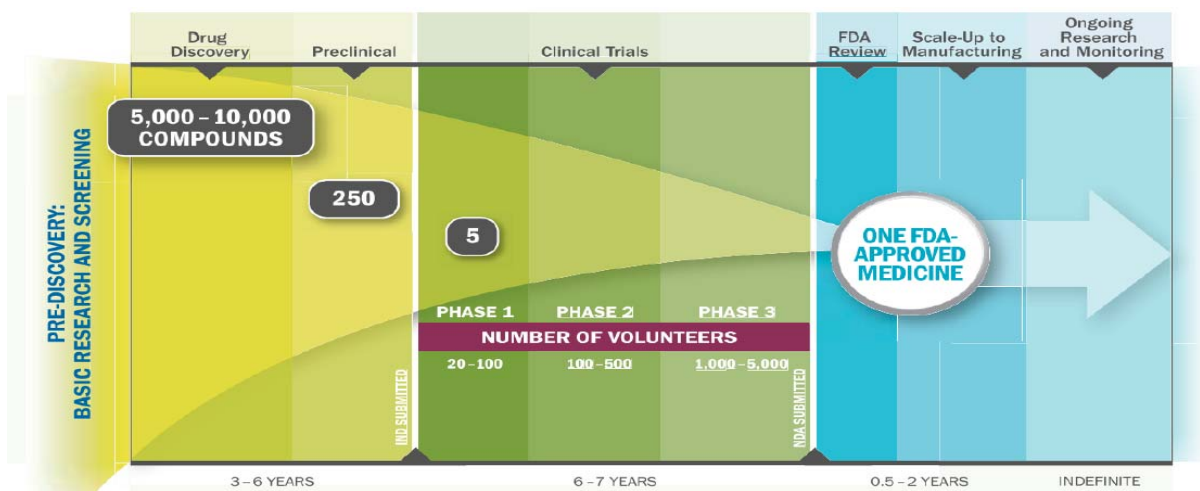 Drug
Discovery
Preclinical
Clinical Trials
FDA
Review
Scale-Up to
Manufacturing
Ongoing
Research
and Monitoring
PRE-DISCOVERY:
BASIC RESEARCH AND SCREENING
5,000 – 10,000
COMPOUNDS
250
5
ONE FDA-
APPROVED
MEDICINE
PHASE 1
PHASE 2
PHASE 3
NUMBER OF VOLUNTEERS
20–100
100–500
1,000–5,000
IND SUBMITTED
NDA SUBMITTED
3–6 YEARS
6–7 YEARS
0.5–2 YEARS
INDEFINITE